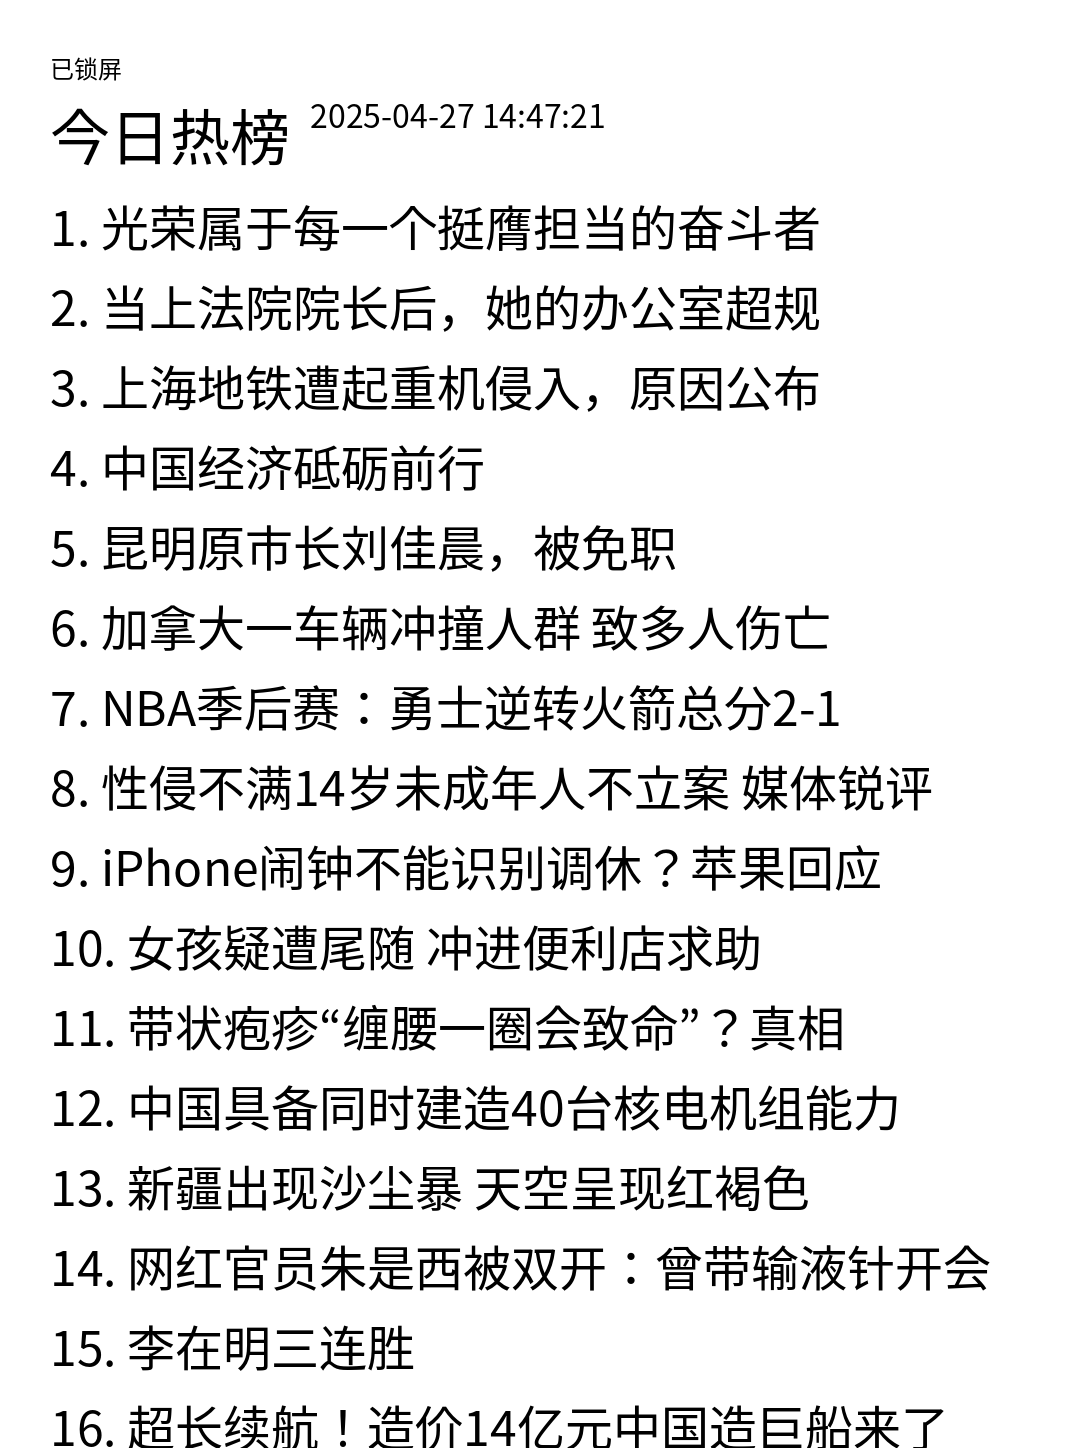 已锁屏
今日热榜 2025-04-27 14:47:21
1. 光荣属于每一个挺膺担当的奋斗者
2. 当上法院院长后，她的办公室超规
3. 上海地铁遭起重机侵入，原因公布
4. 中国经济砥砺前行
5. 昆明原市长刘佳晨，被免职
6. 加拿大一车辆冲撞人群 致多人伤亡
7. NBA季后赛：勇士逆转火箭总分2-1
8. 性侵不满14岁未成年人不立案 媒体锐评
9. iPhone闹钟不能识别调休？苹果回应
10. 女孩疑遭尾随 冲进便利店求助
11. 带状疱疹“缠腰一圈会致命”？真相
12. 中国具备同时建造40台核电机组能力
13. 新疆出现沙尘暴 天空呈现红褐色
14. 网红官员朱是西被双开：曾带输液针开会
15. 李在明三连胜
16. 超长续航！造价14亿元中国造巨船来了